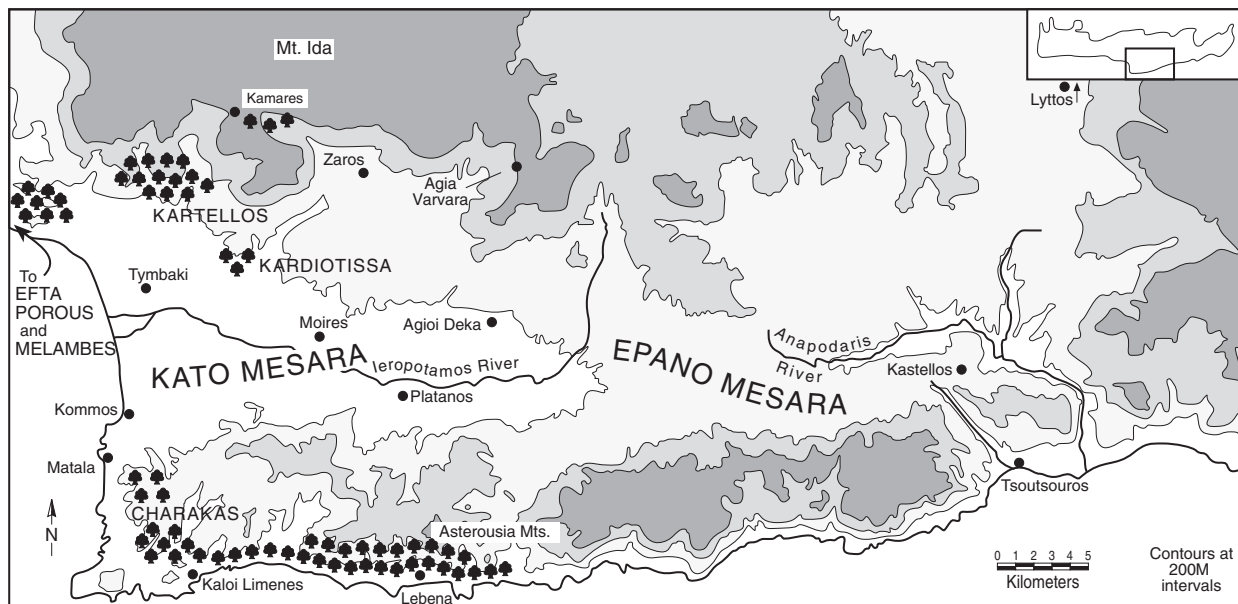 Mt. Ida
Kamares
Lyttos
Zaros
Agia
Varvara
KARTELLOS
KARDIOTISSA
To
EFTA
POROUS
and
MELAMBES
Tymbaki
Moires
Agioi Deka
Anapodaris
River
KATO MESARA
Ieropotamos River
EPANO MESARA
Kastellos
Platanos
Kommos
Matala
Tsoutsouros
CHARAKAS
N
Asterousia Mts.
Kaloi Limenes
Lebena
0 1 2 3 4 5
Kilometers
Contours at
200M
intervals